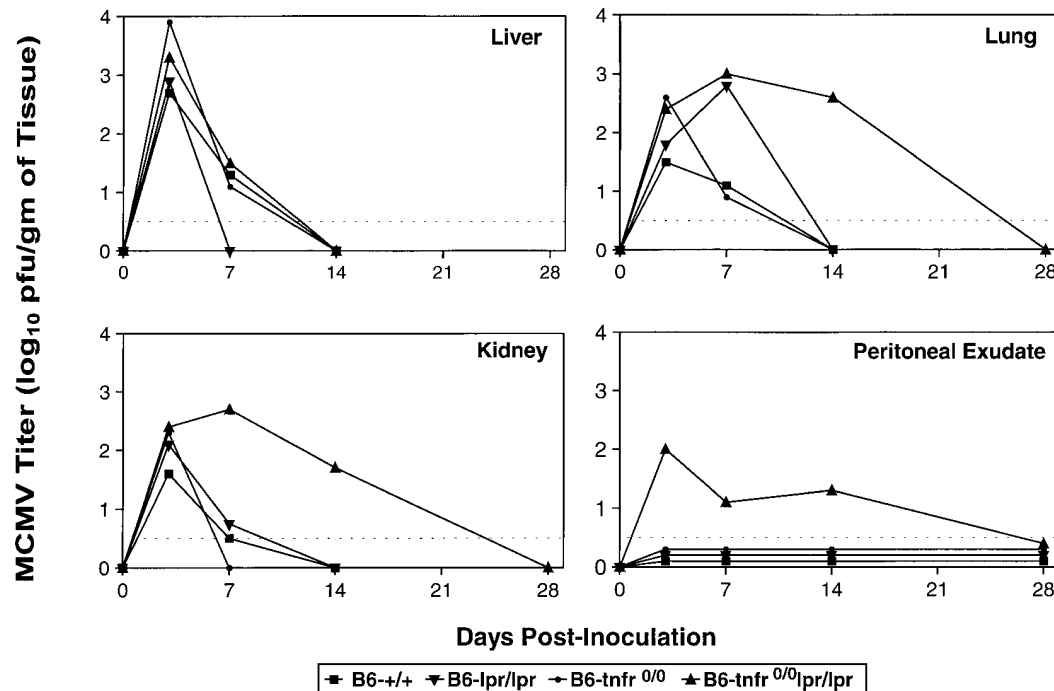 MCMV Titer (log10 pfu/gm of Tissue)
Liver
4
3
2
1
0
0 7 14 21 28
Lung
4
3
2
1
0
0 7 14 21 28
Kidney
4
3
2
1
0
0 7 14 21 28
Peritoneal Exudate
4
3
2
1
0
0 7 14 21 28
Days Post-Inoculation
B6-+/+ B6-lpr/lpr B6-tnfr 0/0 B6-tnfr 0/0lpr/lpr